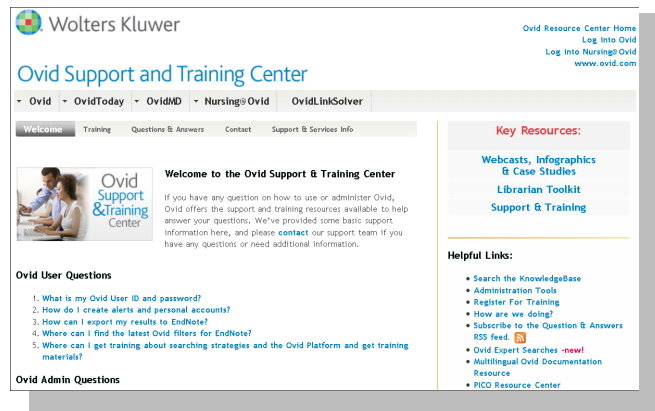 Wolters Kluwer
Ovid Resource Center Home
Log into Ovid
Log into Nursing@Ovid
www.ovid.com
Ovid Support and Training Center
Ovid OvidToday OvidMD Nursing@Ovid OvidLinkSolver
Welcome Training Questions & Answers Contact Support & Services Info
Ovid
Support
&Training
Center
Welcome to the Ovid Support & Training Center
If you have any question on how to use or administer Ovid,
Ovid offers the support and training resources available to help
answer your questions. We've provided some basic support
information here, and please contact our support team if you
have any questions or need additional information.
Ovid User Questions
1. What is my Ovid User ID and password?
2. How do I create alerts and personal accounts?
3. How can I export my results to EndNote?
4. Where can I find the latest Ovid filters for EndNote?
5. Where can I get training about searching strategies and the Ovid Platform and get training
materials?
Ovid Admin Questions
Key Resources:
Webcasts, Infographics
& Case Studies
Librarian Toolkit
Support & Training
Helpful Links:
Search the KnowledgeBase
Administration Tools
Register For Training
How are we doing?
Subscribe to the Question & Answers
RSS feed.
Ovid Expert Searches -new!
Multilingual Ovid Documentation
Resource
PICO Resource Center